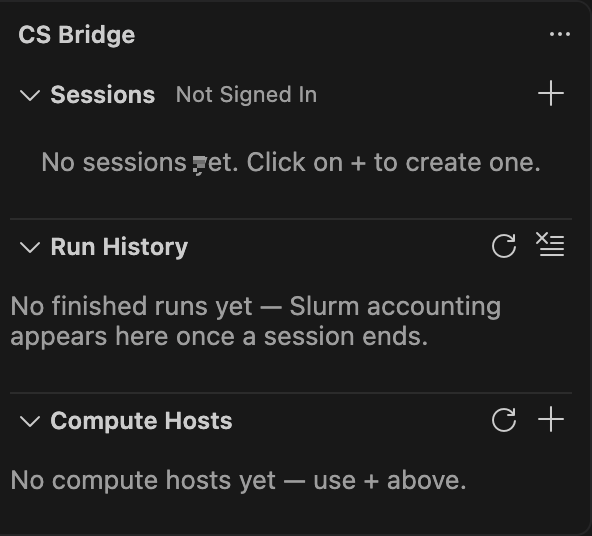 CS Bridge
Sessions Not Signed In
No sessions yet. Click on + to create one.
Run History
No finished runs yet — Slurm accounting
appears here once a session ends.
Compute Hosts
No compute hosts yet — use + above.